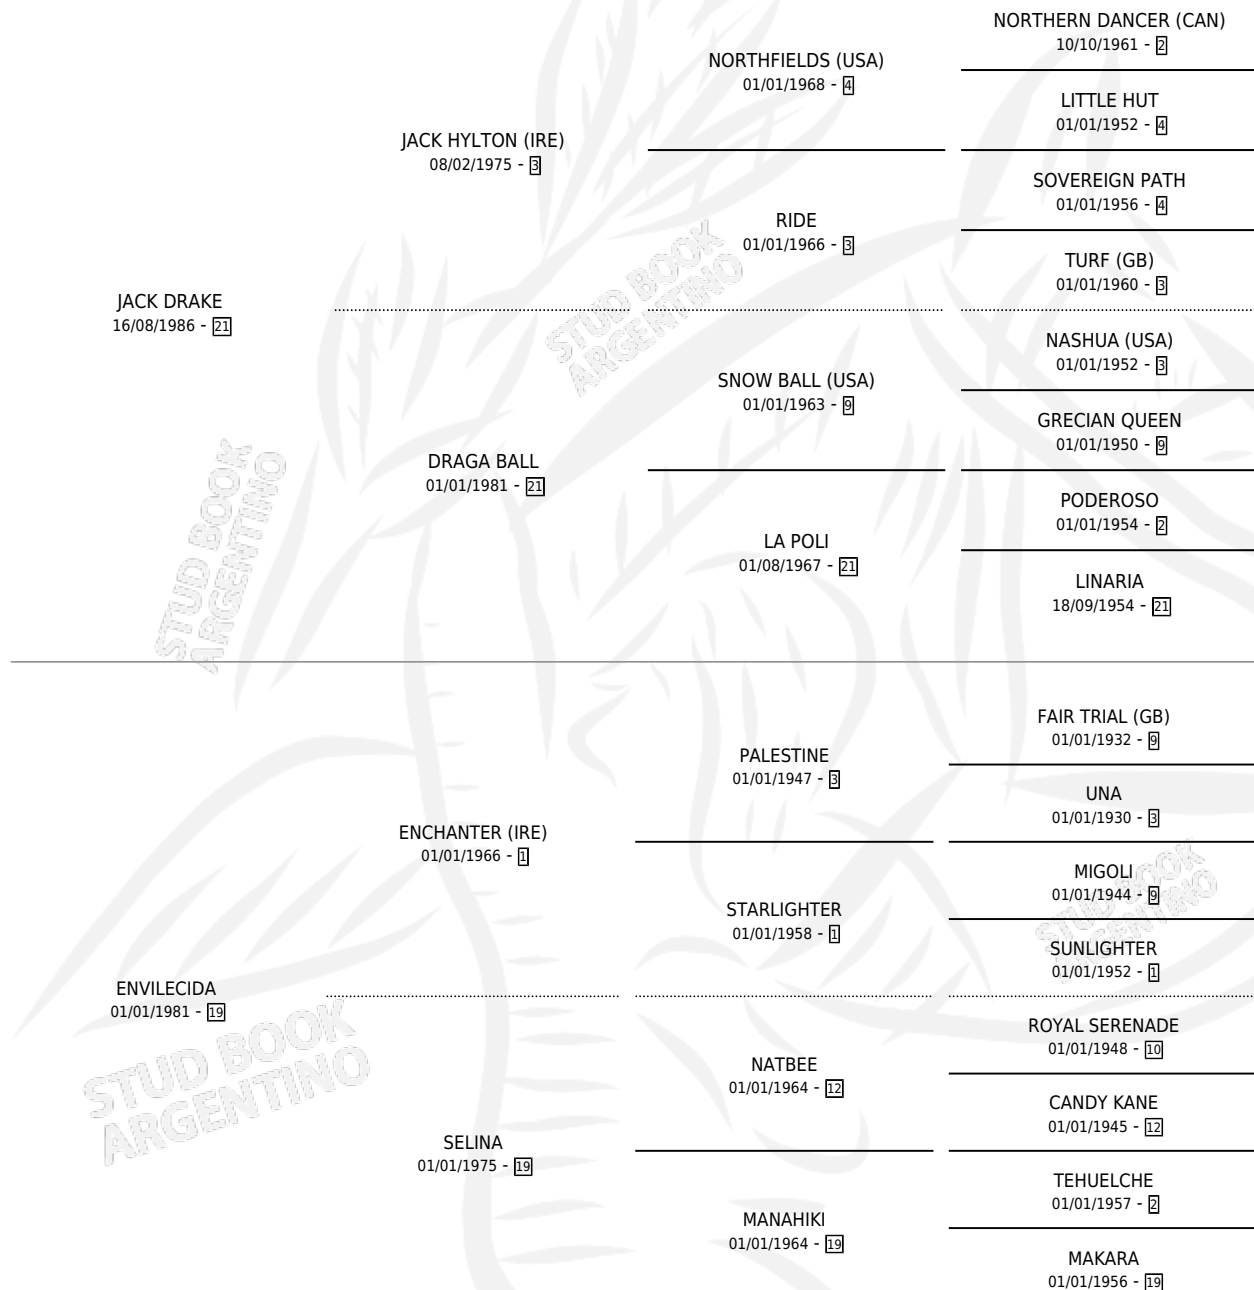 NORTHERN DANCER (CAN)
10/10/1961 - 2
NORTHFIELDS (USA)
01/01/1968 - 4
LITTLE HUT
01/01/1952 - 4
JACK HYLTON (IRE)
08/02/1975 - 3
SOVEREIGN PATH
01/01/1956 - 4
RIDE
01/01/1966 - 3
TURF (GB)
01/01/1960 - 3
JACK DRAKE
16/08/1986 - 21
NASHUA (USA)
01/01/1952 - 3
SNOW BALL (USA)
01/01/1963 - 9
GRECIAN QUEEN
01/01/1950 - 9
DRAGA BALL
01/01/1981 - 21
PODEROSO
01/01/1954 - 2
LA POLI
01/08/1967 - 21
LINARIA
18/09/1954 - 21
FAIR TRIAL (GB)
01/01/1932 - 9
PALESTINE
01/01/1947 - 3
UNA
01/01/1930 - 3
ENCHANTER (IRE)
01/01/1966 - 1
MIGOLI
01/01/1944 - 9
STARLIGHTER
01/01/1958 - 1
SUNLIGHTER
01/01/1952 - 1
ENVILECIDA
01/01/1981 - 19
ROYAL SERENADE
01/01/1948 - 10
NATBEE
01/01/1964 - 12
CANDY KANE
01/01/1945 - 12
SELINA
01/01/1975 - 19
TEHUELCHE
01/01/1957 - 2
MANAHIKI
01/01/1964 - 19
MAKARA
01/01/1956 - 19
STUD BOOK
ARGENTINO
STUD BOOK
ARGENTINO
STUD BOOK
ARGENTINO
STUD BOOK
ARGENTINO